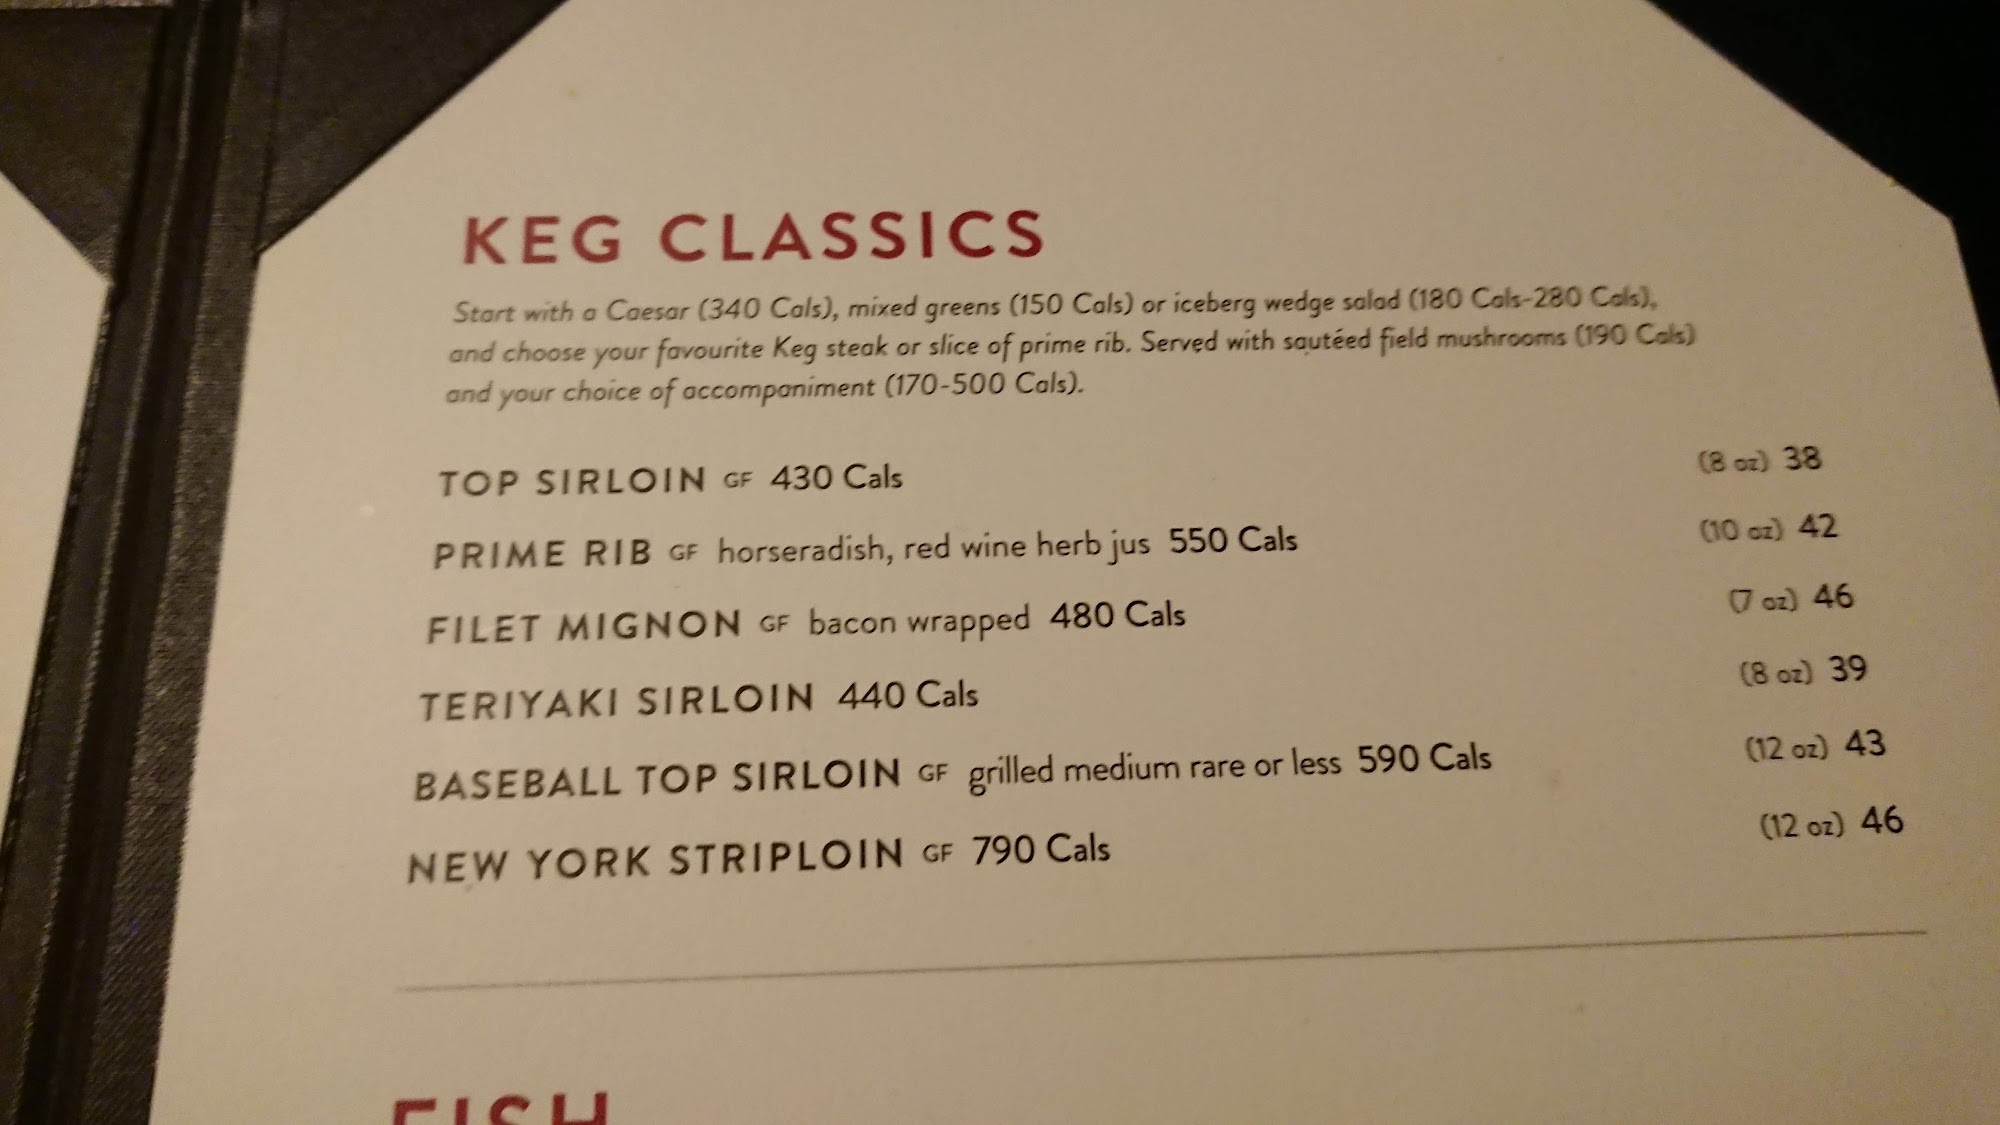 KEG CLASSICS
Start with a Caesar (340 Cals), mixed greens (150 Cals) or iceberg wedge salad (180 Cals-280 Cals),
and choose your favourite Keg steak or slice of prime rib. Served with sautéed field mushrooms (190 Cals)
and your choice of accompaniment (170-500 Cals).
TOP SIRLOIN GF 430 Cals (8 oz) 38
PRIME RIB GF horseradish, red wine herb jus 550 Cals (10 oz) 42
FILET MIGNON GF bacon wrapped 480 Cals (7 oz) 46
TERIYAKI SIRLOIN 440 Cals (8 oz) 39
BASEBALL TOP SIRLOIN GF grilled medium rare or less 590 Cals (12 oz) 43
NEW YORK STRIPLOIN GF 790 Cals (12 oz) 46
FISH